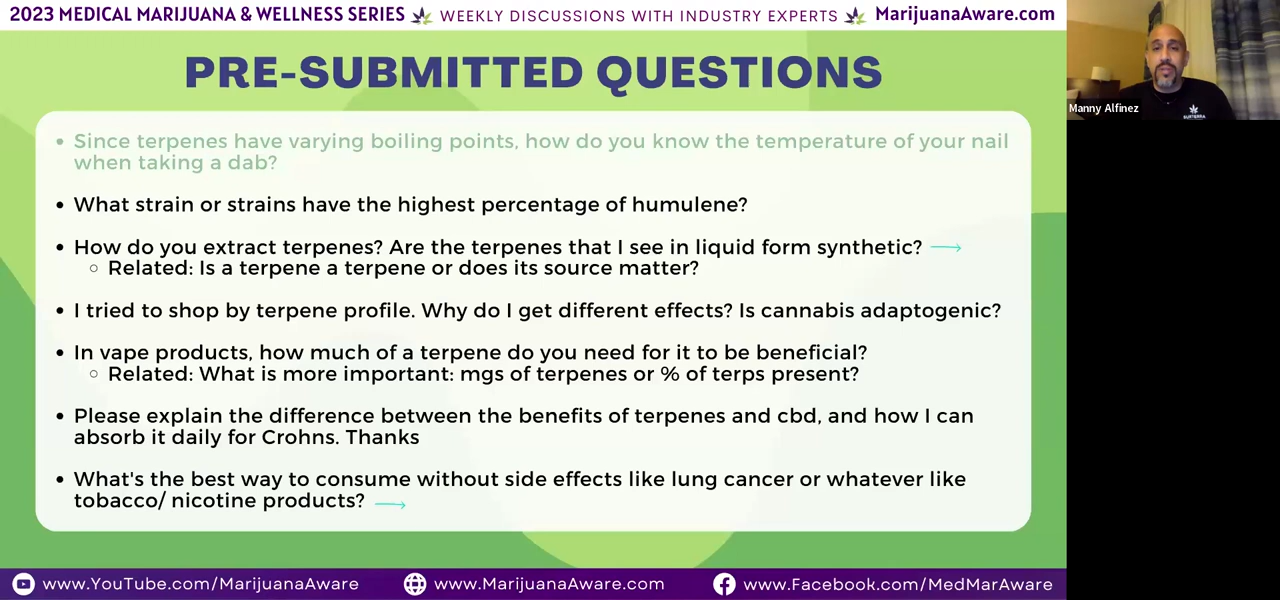 2023 MEDICAL MARIJUANA & WELLNESS SERIES WEEKLY DISCUSSIONS WITH INDUSTRY EXPERTS MarijuanaAware.com
PRE-SUBMITTED QUESTIONS
• Since terpenes have varying boiling points, how do you know the temperature of your nail
when taking a dab?
• What strain or strains have the highest percentage of humulene?
• How do you extract terpenes? Are the terpenes that I see in liquid form synthetic? →
○ Related: Is a terpene a terpene or does its source matter?
• I tried to shop by terpene profile. Why do I get different effects? Is cannabis adaptogenic?
• In vape products, how much of a terpene do you need for it to be beneficial?
○ Related: What is more important: mgs of terpenes or % of terps present?
• Please explain the difference between the benefits of terpenes and cbd, and how I can
absorb it daily for Crohns. Thanks
• What's the best way to consume without side effects like lung cancer or whatever like
tobacco/ nicotine products? →
www.YouTube.com/MarijuanaAware www.MarijuanaAware.com www.Facebook.com/MedMarAware
Manny Alfinez
SURTERRA